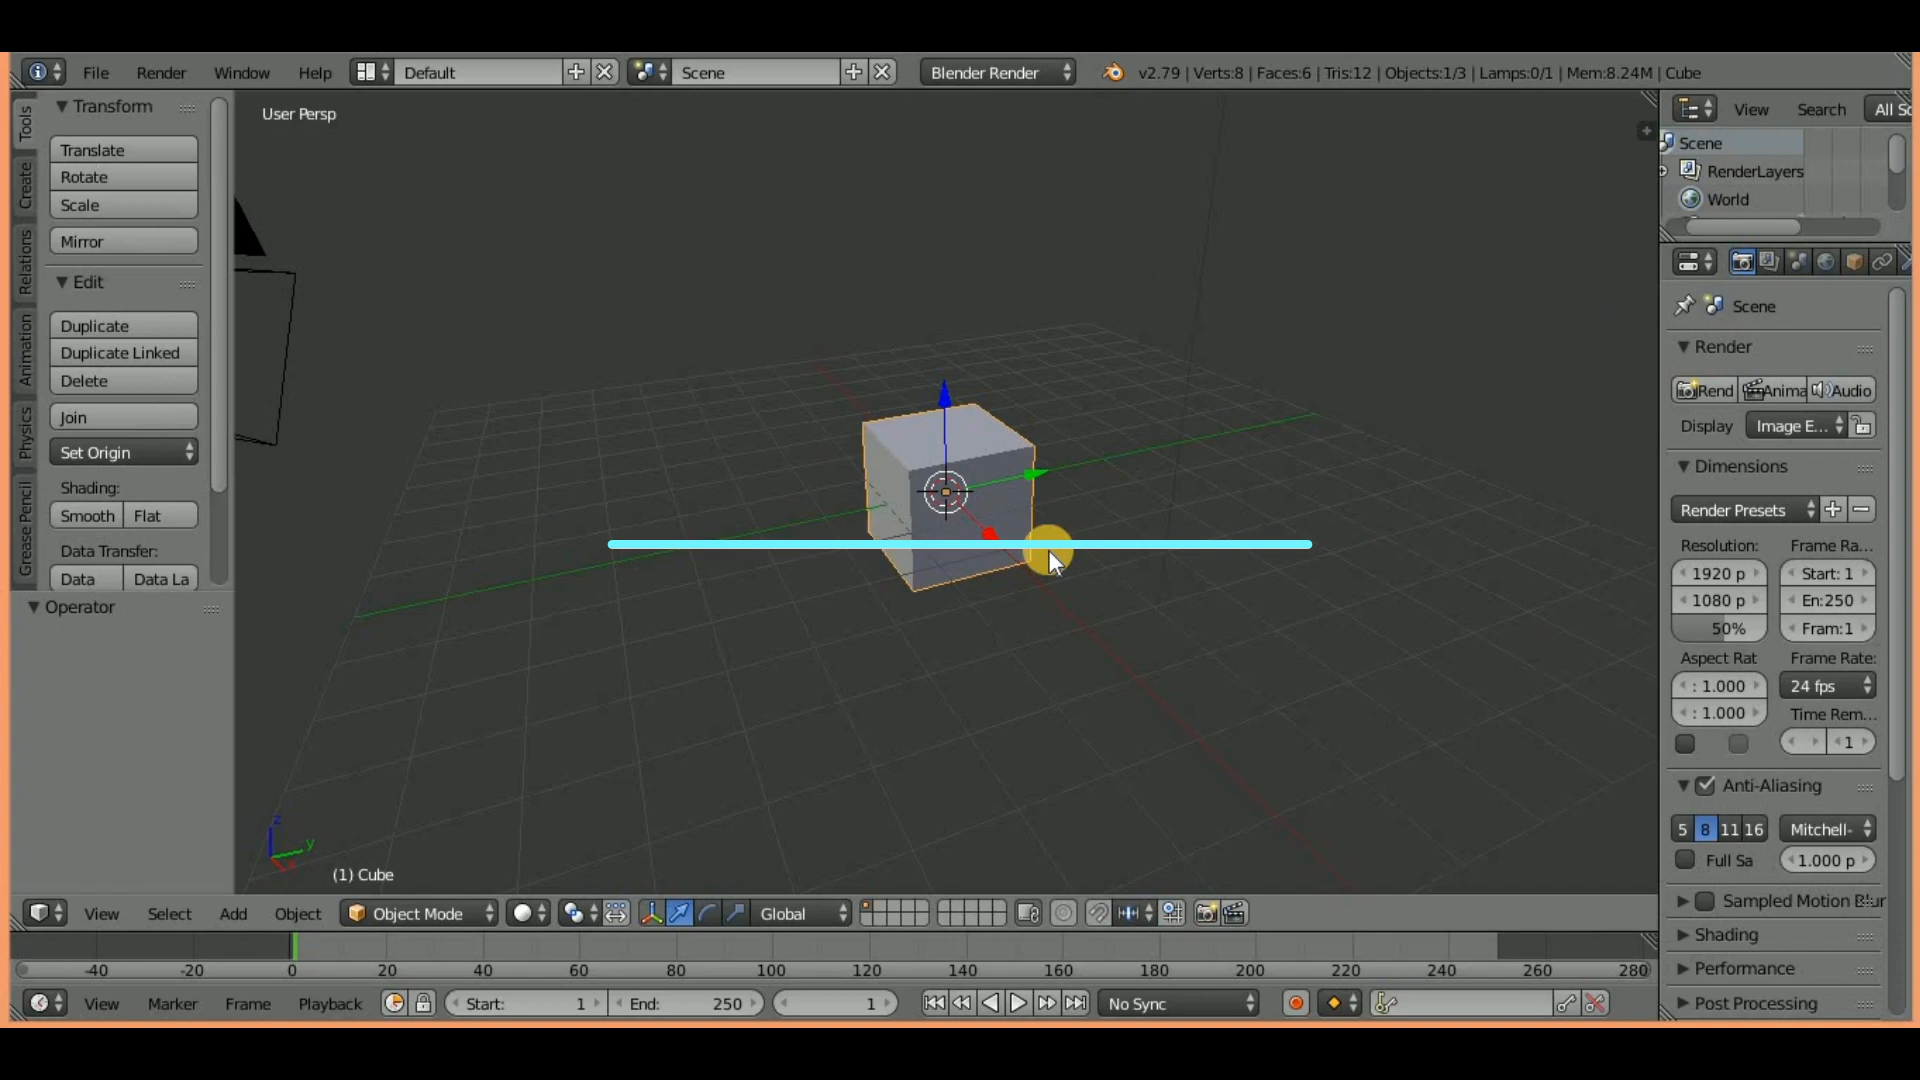 File Render Window Help Default Scene Blender Render v2.79 | Verts:8 | Faces:6 | Tris:12 | Objects:1/3 | Lamps:0/1 | Mem:8.24M | Cube
Tools
Create
Relations
Animation
Physics
Grease Pencil
Transform
Translate
Rotate
Scale
Mirror
Edit
Duplicate
Duplicate Linked
Delete
Join
Set Origin
Shading:
Smooth Flat
Data Transfer:
Data Data La
Operator
User Persp
z
y
x
(1) Cube
View Search All Sc
Scene
RenderLayers
World
Scene
Render
Rend Anima Audio
Display Image E...
Dimensions
Render Presets
Resolution: Frame Ra...
1920 p Start: 1
1080 p En:250
50% Fram:1
Aspect Rat Frame Rate:
: 1.000 24 fps
: 1.000 Time Rem...
1
Anti-Aliasing
5 8 11 16 Mitchell-
Full Sa 1.000 p
Sampled Motion Blur
Shading
Performance
Post Processing
View Select Add Object Object Mode Global
-40 -20 0 20 40 60 80 100 120 140 160 180 200 220 240 260 280
View Marker Frame Playback Start: 1 End: 250 1 No Sync